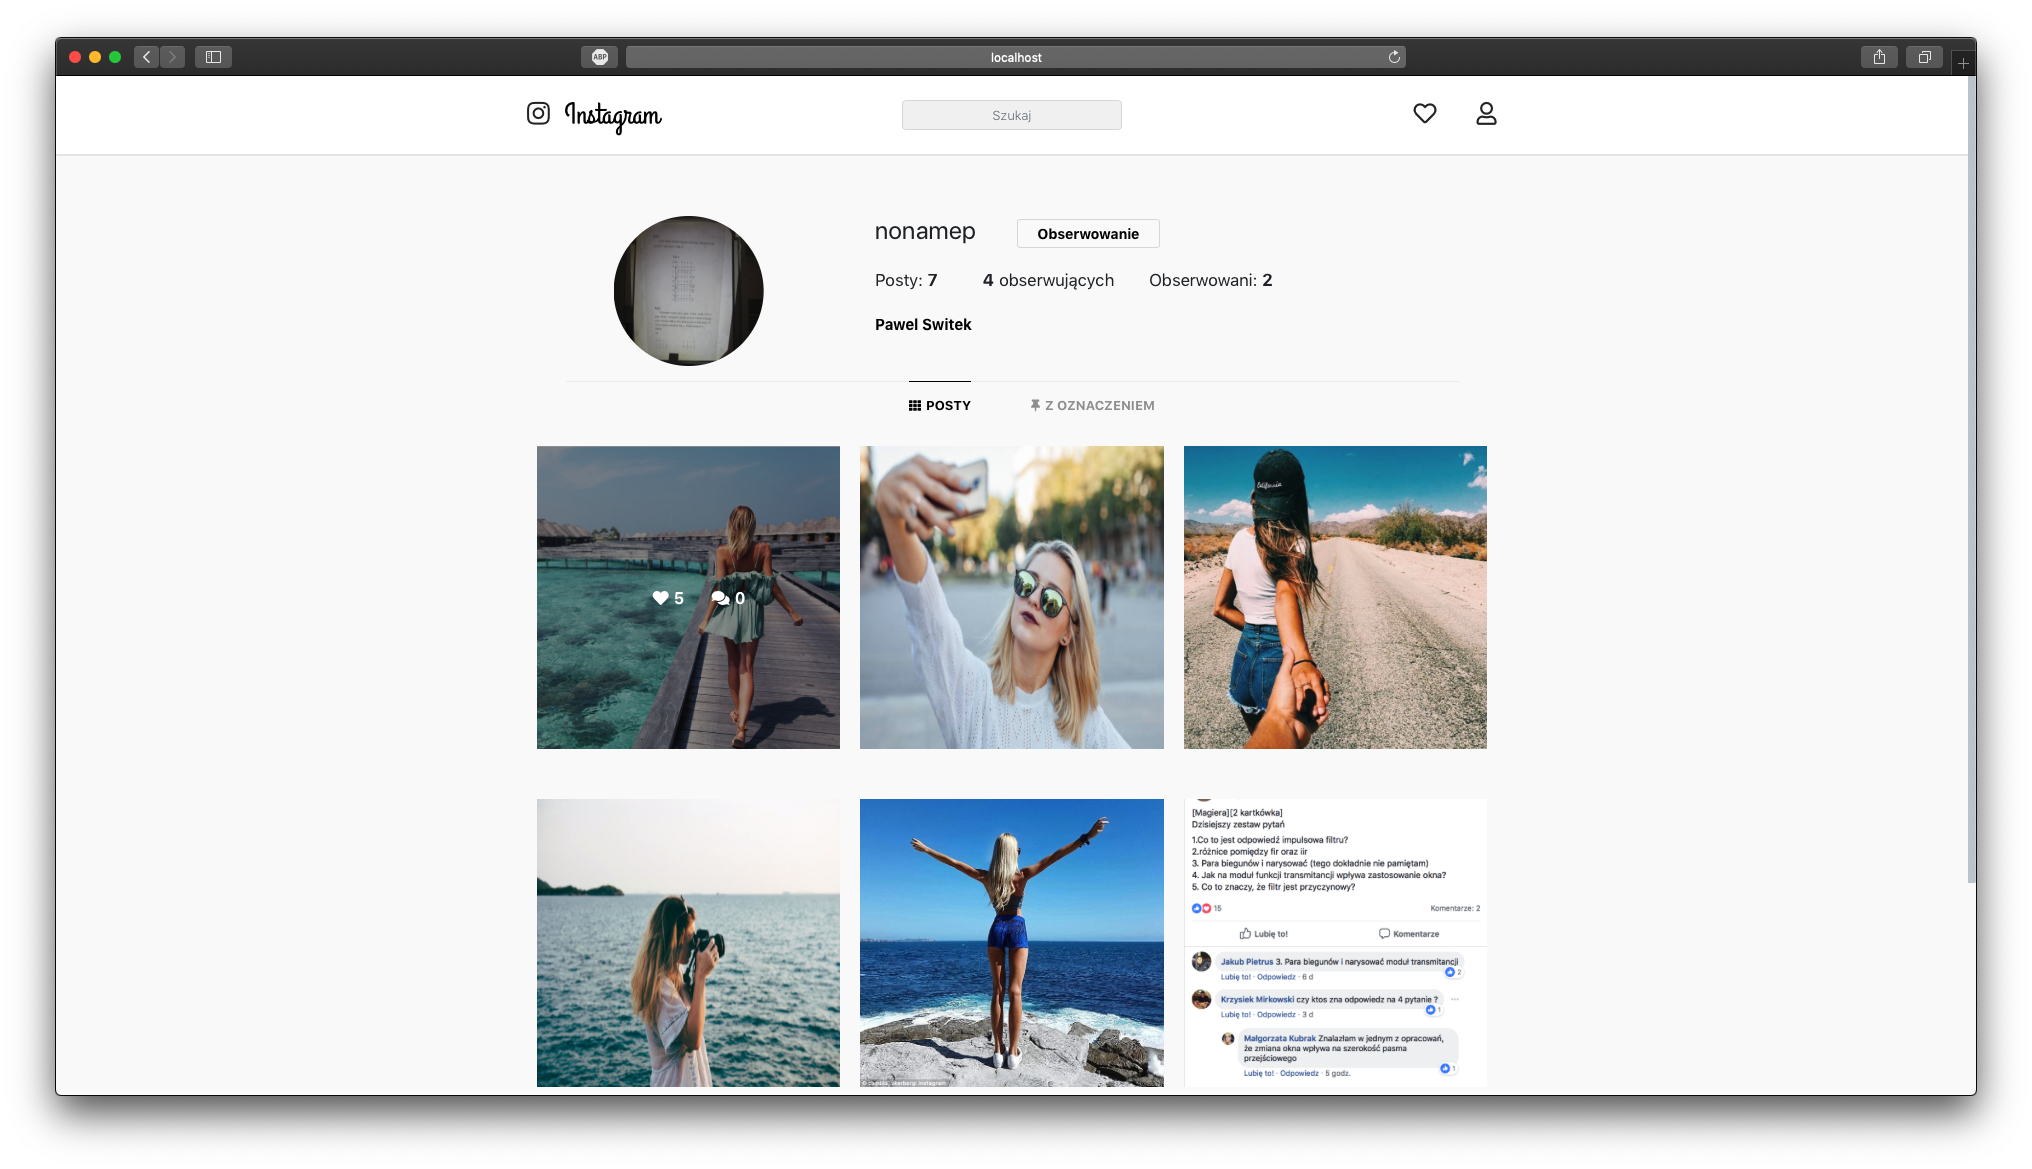 ABP
localhost
Instagram
Szukaj
nonamep
Obserwowanie
Posty: 7
4 obserwujących
Obserwowani: 2
Pawel Switek
POSTY
Z OZNACZENIEM
5
0
California
[Magiera][2 kartkówka]
Dzisiejszy zestaw pytań
1.Co to jest odpowiedź impulsowa filtru?
2.różnice pomiędzy fir oraz iir
3. Para biegunów i narysować (tego dokładnie nie pamiętam)
4. Jak na moduł funkcji transmitancji wpływa zastosowanie okna?
5. Co to znaczy, że filtr jest przyczynowy?
15
Komentarze: 2
Lubię to!
Komentarze
Jakub Pietrus 3. Para biegunów i narysować moduł transmitancji
2
Lubię to! · Odpowiedz · 6 d
Krzysiek Mirkowski czy ktos zna odpowiedz na 4 pytanie ?
1
Lubię to! · Odpowiedz · 3 d
Małgorzata Kubrak Znalazłam w jednym z opracowań,
że zmiana okna wpływa na szerokość pasma
przejściowego
1
Lubię to! · Odpowiedz · 5 godz.